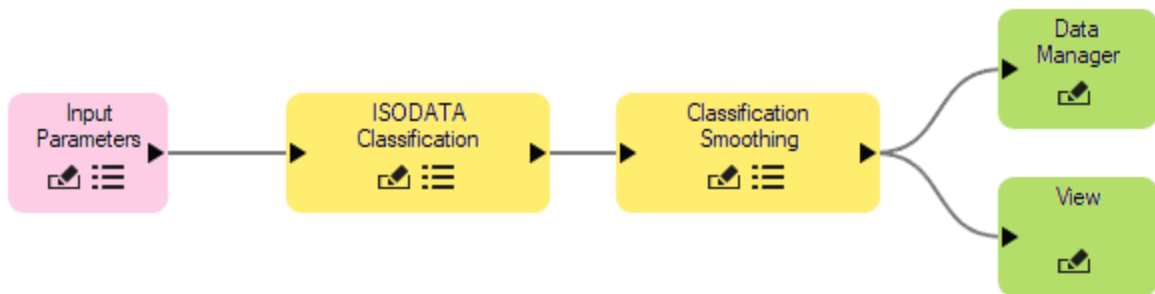 Input
Parameters
ISODATA
Classification
Classification
Smoothing
Data
Manager
View